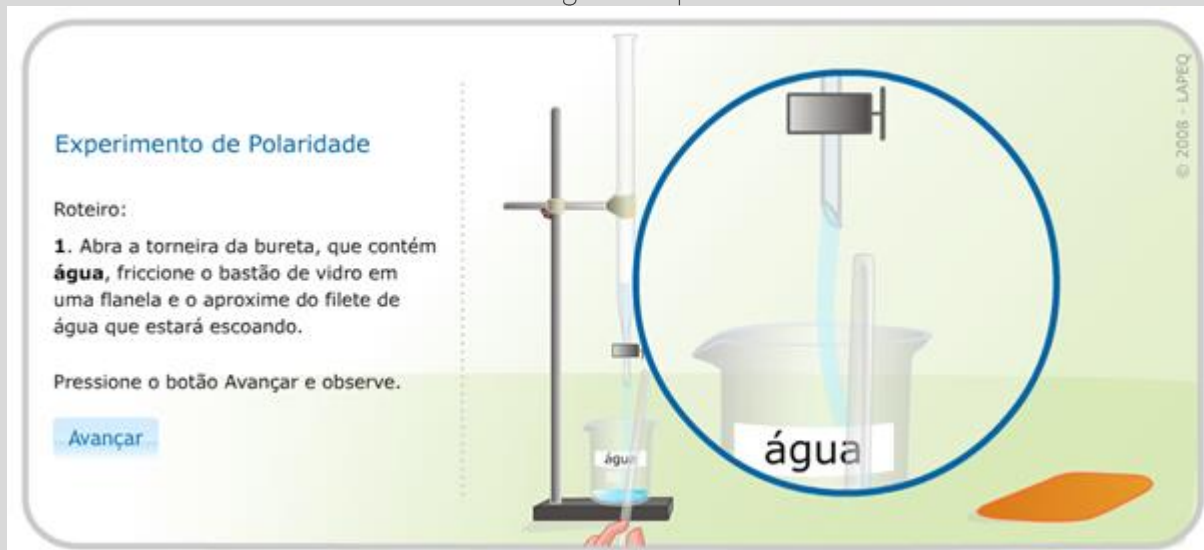 Experimento de Polaridade
Roteiro:
1. Abra a torneira da bureta, que contém
água, friccione o bastão de vidro em
uma flanela e o aproxime do filete de
água que estará escoando.
Pressione o botão Avançar e observe.
Avançar
água
água
© 2008 - LAPEQ